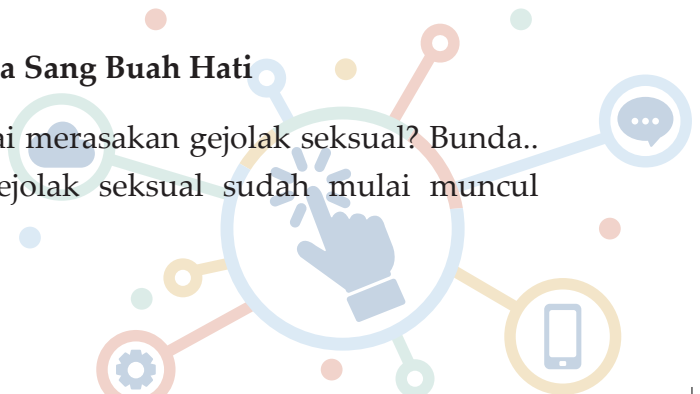 a Sang Buah Hati
ai merasakan gejolak seksual? Bunda..
ejolak seksual sudah mulai muncul